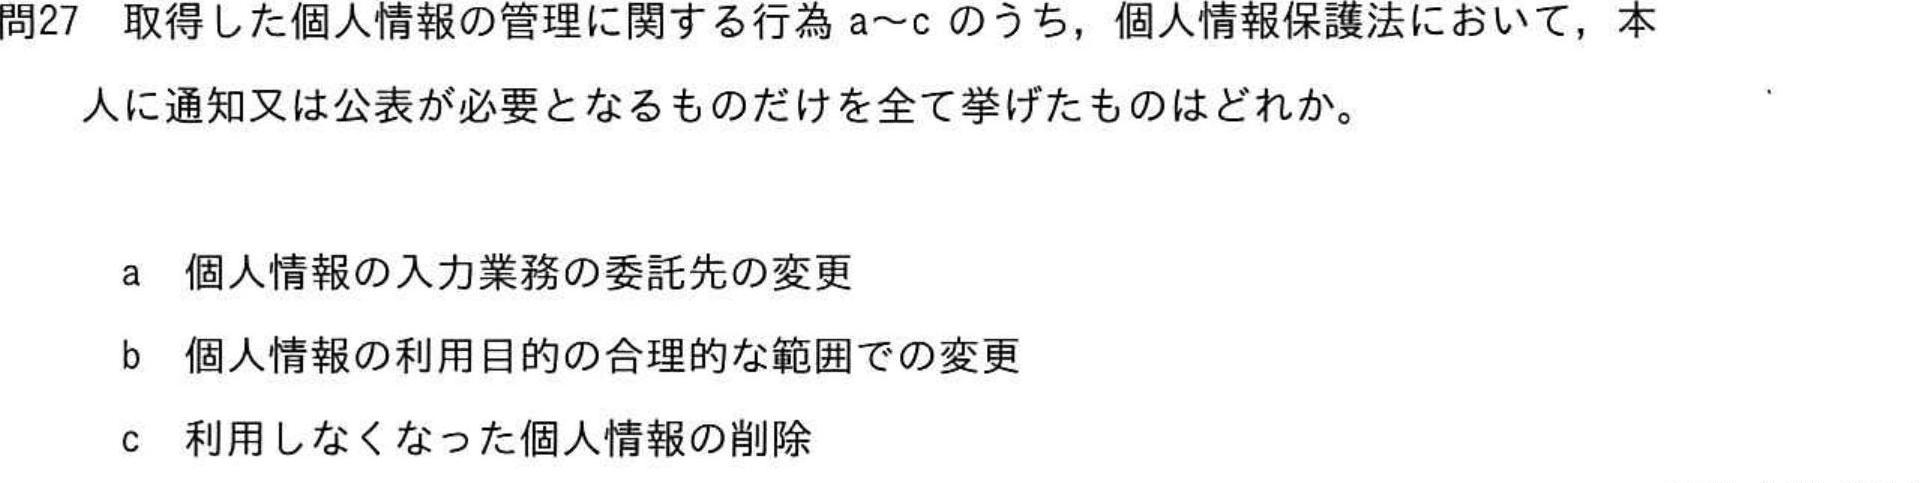 問27　取得した個人情報の管理に関する行為 a～c のうち，個人情報保護法において，本
人に通知又は公表が必要となるものだけを全て挙げたものはどれか。
a　個人情報の入力業務の委託先の変更
b　個人情報の利用目的の合理的な範囲での変更
c　利用しなくなった個人情報の削除